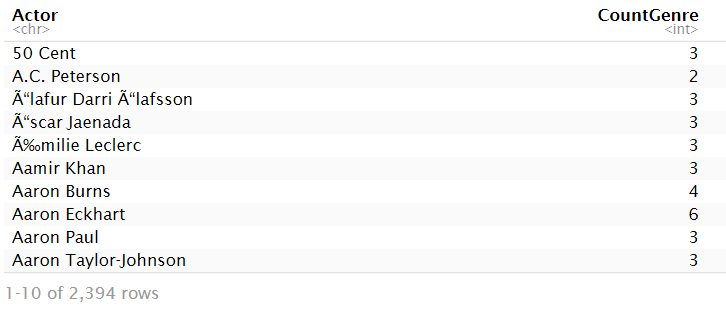 Actor CountGenre
<chr> <int>
50 Cent 3
A.C. Peterson 2
Ã“lafur Darri Ã“lafsson 3
Ã“scar Jaenada 3
Ã‰milie Leclerc 3
Aamir Khan 3
Aaron Burns 4
Aaron Eckhart 6
Aaron Paul 3
Aaron Taylor-Johnson 3
1-10 of 2,394 rows